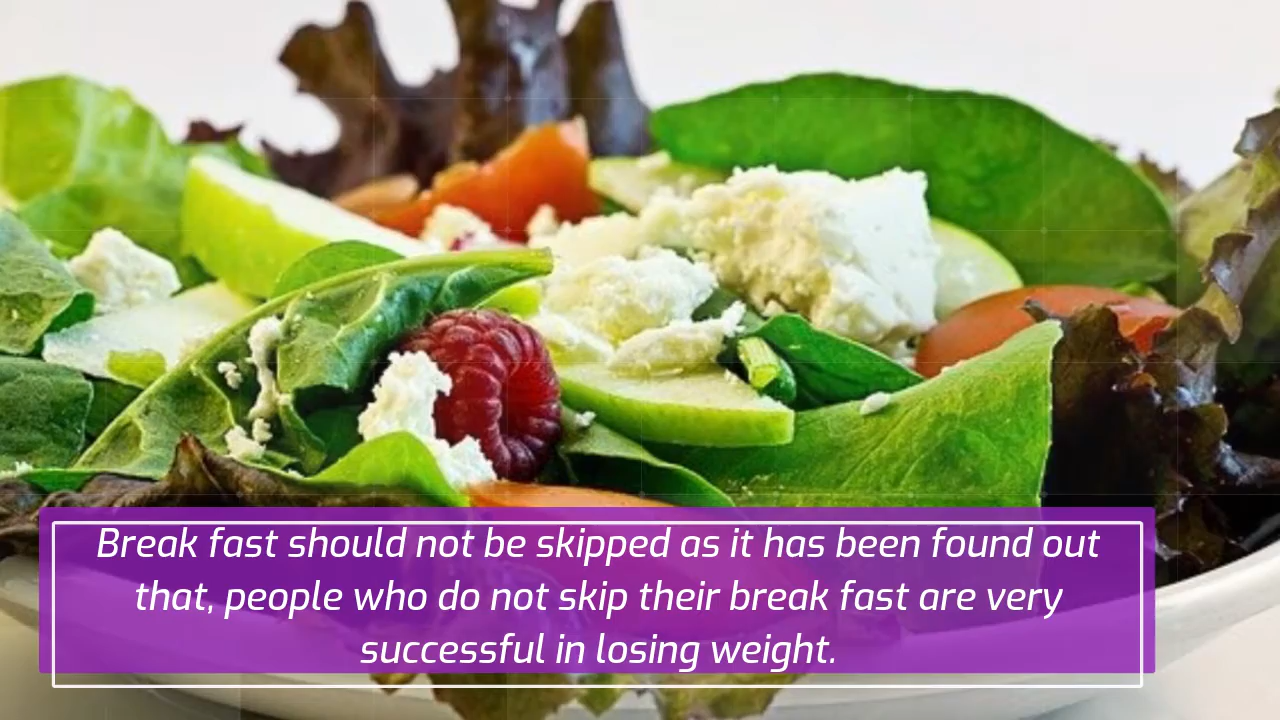 Break fast should not be skipped as it has been found out
that, people who do not skip their break fast are very
successful in losing weight.